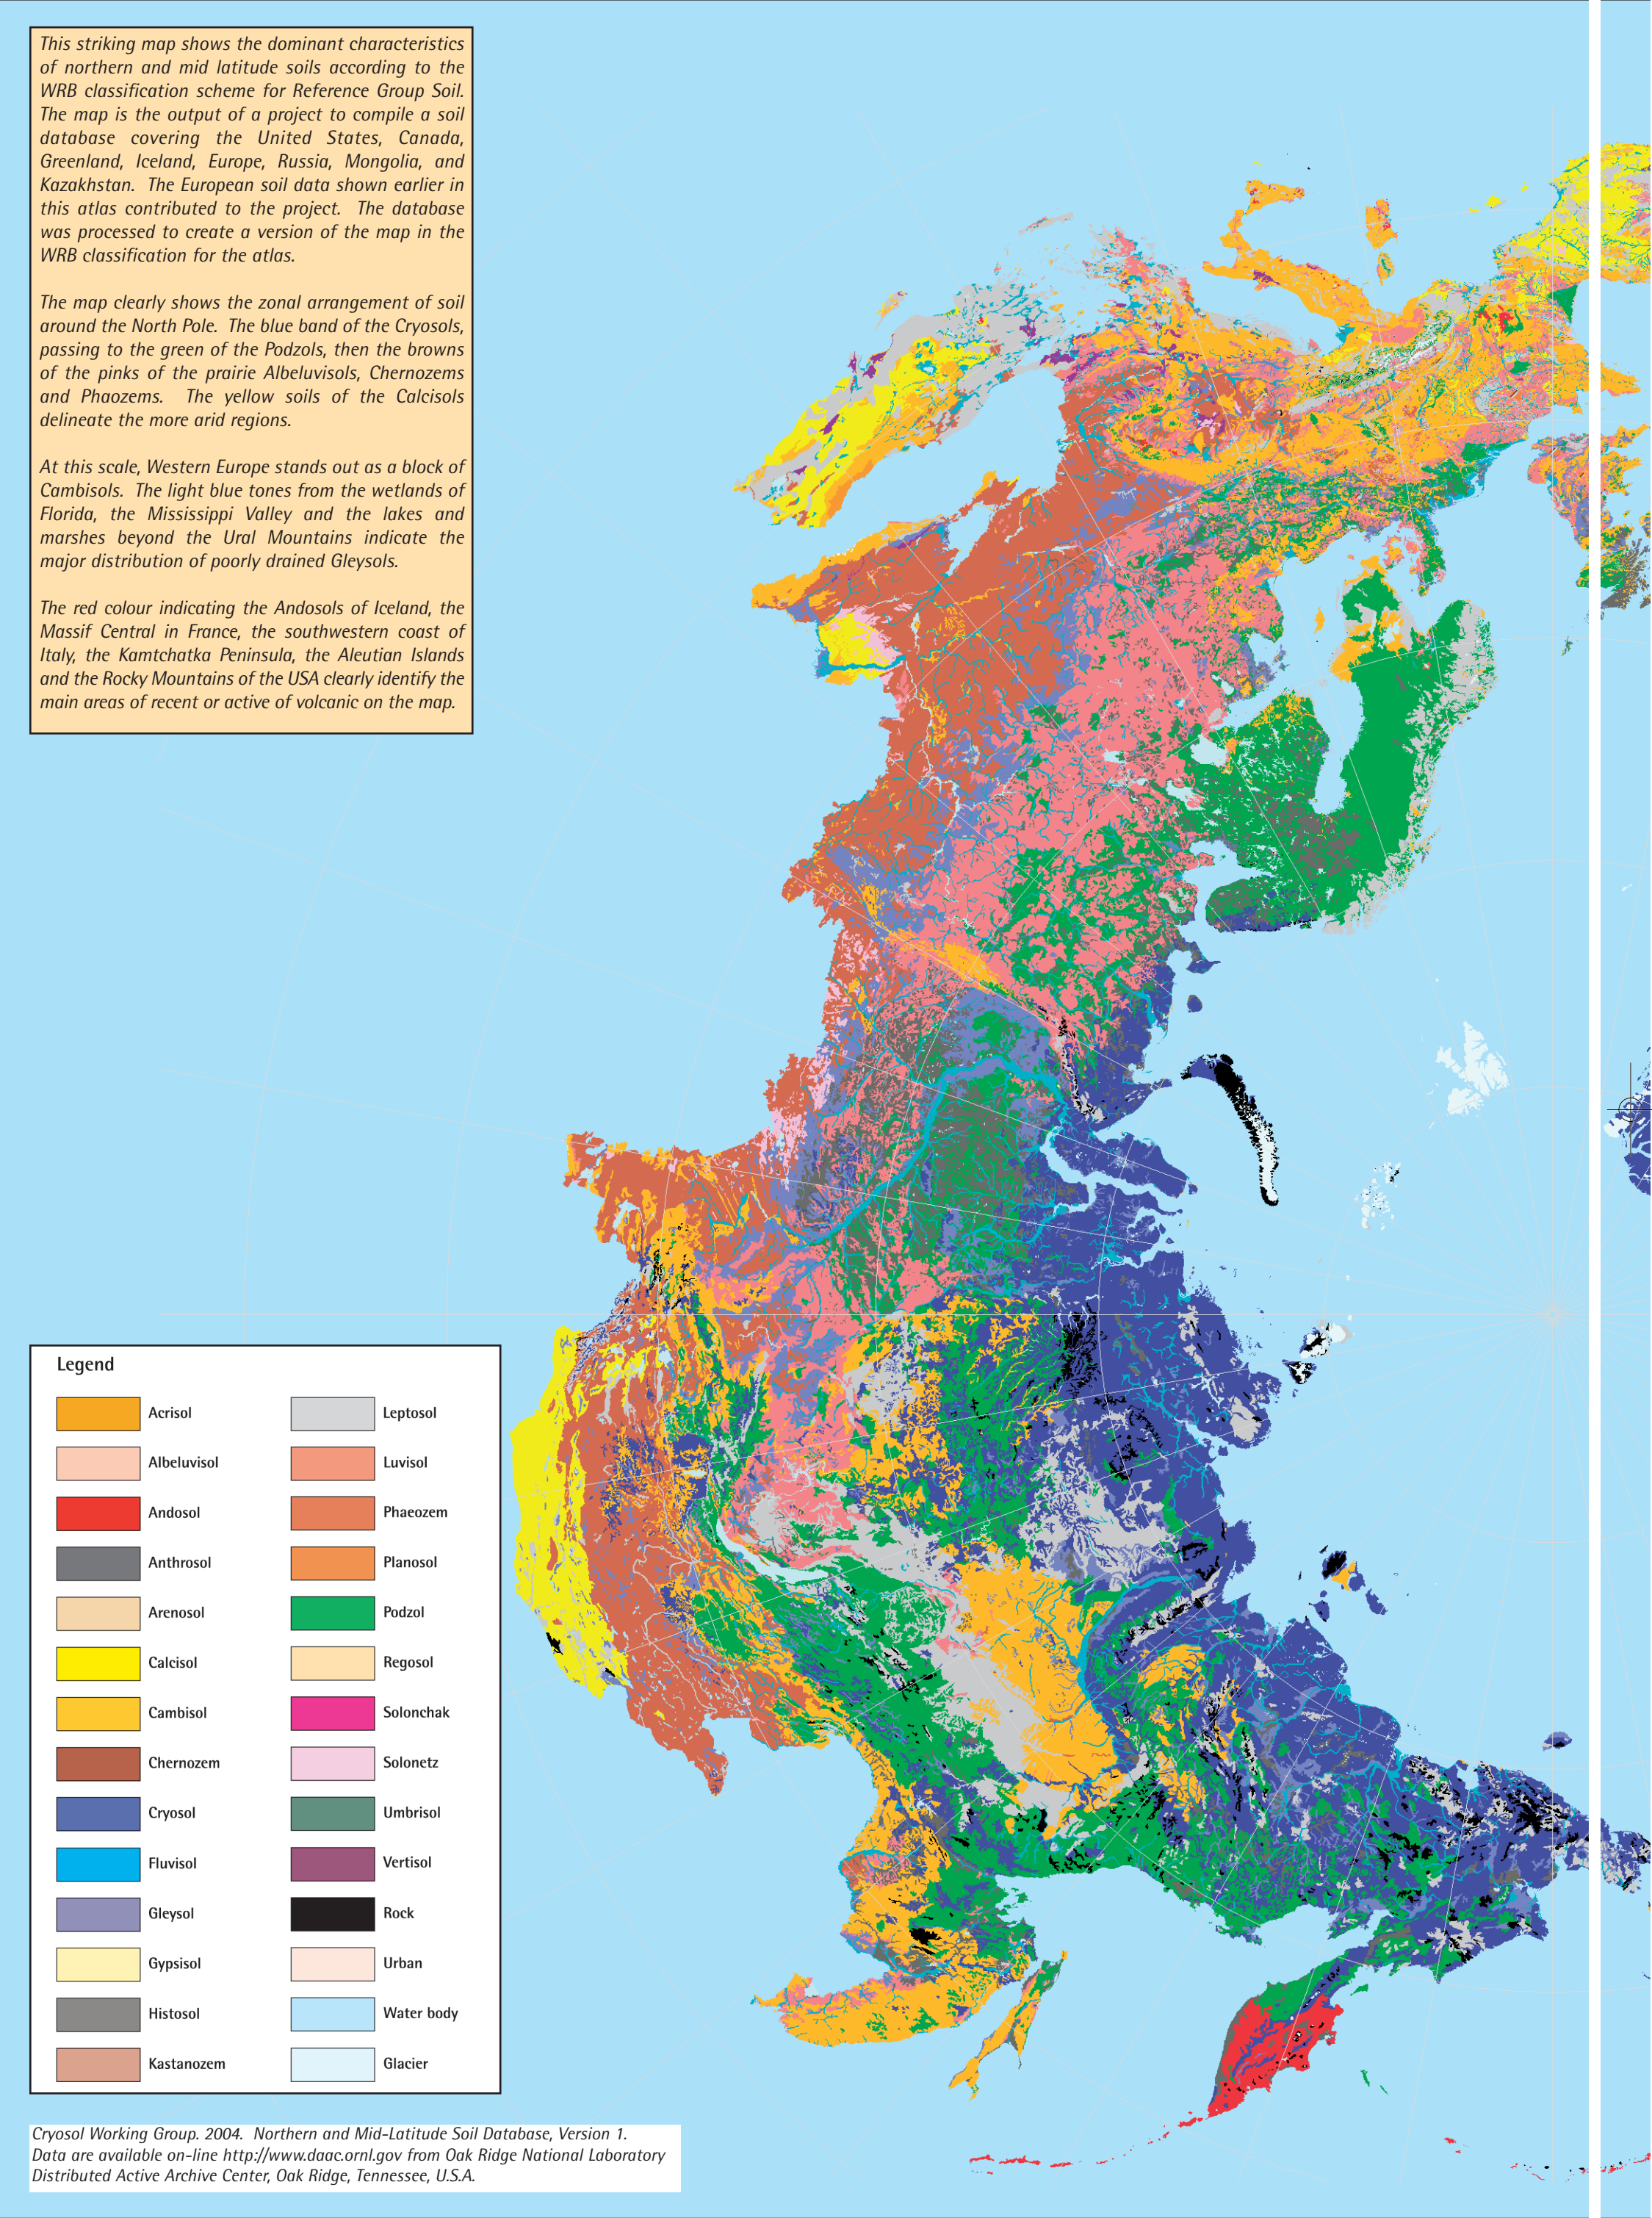 This striking map shows the dominant characteristics
of northern and mid latitude soils according to the
WRB classification scheme for Reference Group Soil.
The map is the output of a project to compile a soil
database covering the United States, Canada,
Greenland, Iceland, Europe, Russia, Mongolia, and
Kazakhstan. The European soil data shown earlier in
this atlas contributed to the project. The database
was processed to create a version of the map in the
WRB classification for the atlas.
The map clearly shows the zonal arrangement of soil
around the North Pole. The blue band of the Cryosols,
passing to the green of the Podzols, then the browns
of the pinks of the prairie Albeluvisols, Chernozems
and Phaozems. The yellow soils of the Calcisols
delineate the more arid regions.
At this scale, Western Europe stands out as a block of
Cambisols. The light blue tones from the wetlands of
Florida, the Mississippi Valley and the lakes and
marshes beyond the Ural Mountains indicate the
major distribution of poorly drained Gleysols.
The red colour indicating the Andosols of Iceland, the
Massif Central in France, the southwestern coast of
Italy, the Kamtchatka Peninsula, the Aleutian Islands
and the Rocky Mountains of the USA clearly identify the
main areas of recent or active of volcanic on the map.
Legend
Acrisol
Albeluvisol
Andosol
Anthrosol
Arenosol
Calcisol
Cambisol
Chernozem
Cryosol
Fluvisol
Gleysol
Gypsisol
Histosol
Kastanozem
Leptosol
Luvisol
Phaeozem
Planosol
Podzol
Regosol
Solonchak
Solonetz
Umbrisol
Vertisol
Rock
Urban
Water body
Glacier
Cryosol Working Group. 2004. Northern and Mid-Latitude Soil Database, Version 1.
Data are available on-line http://www.daac.ornl.gov from Oak Ridge National Laboratory
Distributed Active Archive Center, Oak Ridge, Tennessee, U.S.A.